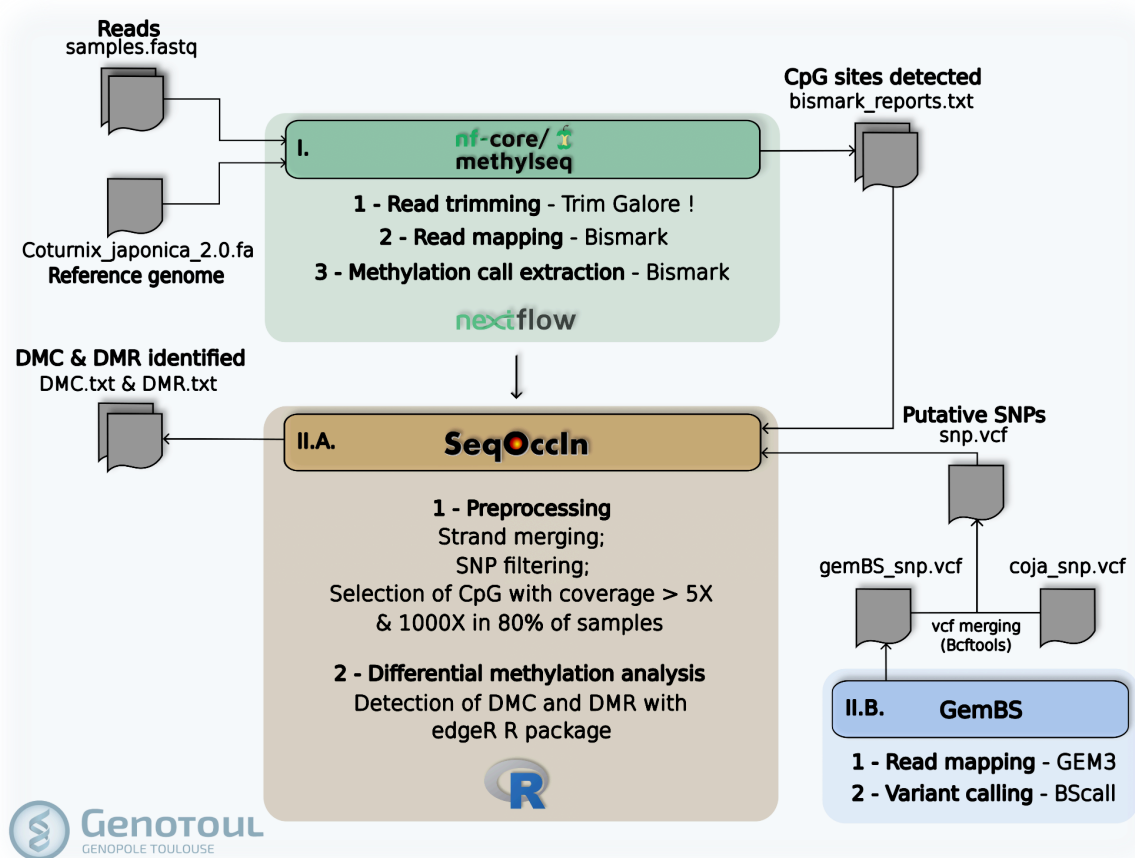 Reads
samples.fastq
CpG sites detected
bismark_reports.txt
I.
nf-core/
methylseq
1 - Read trimming - Trim Galore !
2 - Read mapping - Bismark
3 - Methylation call extraction - Bismark
nextflow
Coturnix_japonica_2.0.fa
Reference genome
DMC & DMR identified
DMC.txt & DMR.txt
II.A.
SeqOccIn
1 - Preprocessing
Strand merging;
SNP filtering;
Selection of CpG with coverage > 5X
& 1000X in 80% of samples
2 - Differential methylation analysis
Detection of DMC and DMR with
edgeR R package
R
Putative SNPs
snp.vcf
gemBS_snp.vcf
coja_snp.vcf
vcf merging
(Bcftools)
II.B.
GemBS
1 - Read mapping - GEM3
2 - Variant calling - BScall
GENOTOUL
GENOPOLE TOULOUSE